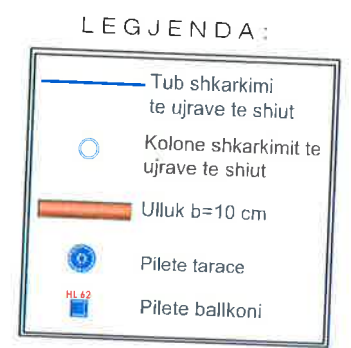 LEGJENDA:
Tub shkarkimi
te ujrave te shiut
Kolone shkarkimit te
ujrave te shiut
Ulluk b=10 cm
Pilete tarace
HL 62
Pilete ballkoni